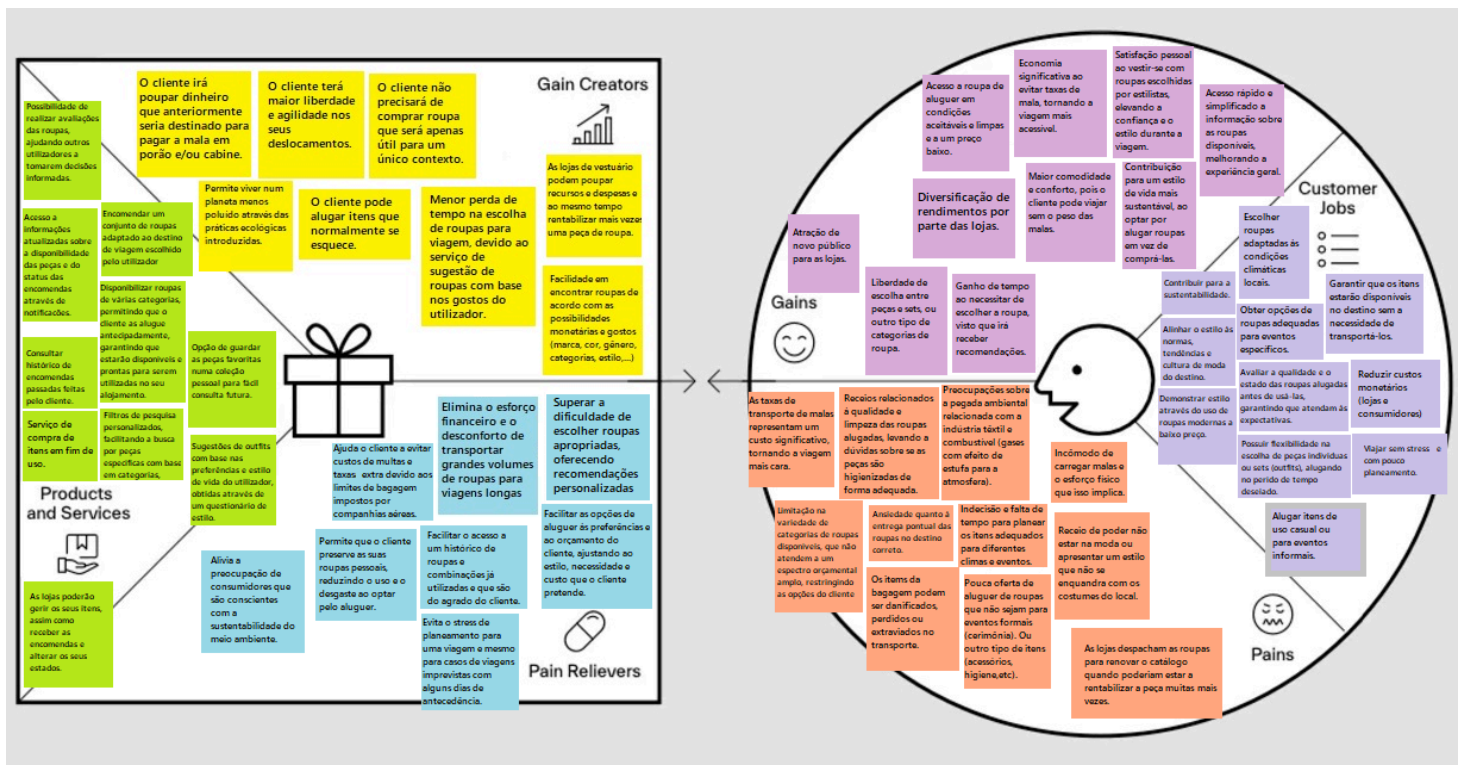 Gain Creators
O cliente irá
poupar dinheiro
que anteriormente
seria destinado para
pagar a mala em
porão e/ou cabine.
O cliente terá
maior liberdade
e agilidade nos
seus
deslocamentos.
O cliente não
precisará de
comprar roupa
que será apenas
útil para um
único contexto.
Permite viver num
planeta menos
poluido através das
práticas ecológicas
introduzidas.
O cliente pode
alugar itens que
normalmente se
esquece.
Menor perda de
tempo na escolha
de roupas para
viagem, devido ao
serviço de
sugestão de
roupas com base
nos gostos do
utilizador.
As lojas de vestuário
podem poupar
recursos e despesas e
ao mesmo tempo
rentabilizar mais vezes
uma peça de roupa.
Facilidade em
encontrar roupas de
acordo com as
possibilidades
monetárias e gostos
(marca, cor, género,
categorias, estilo,...)
Possibilidade de
realizar avaliações
das roupas,
ajudando outros
utilizadores a
tomarem decisões
informadas.
Acesso a
informações
atualizadas sobre
a disponibilidade
das peças e do
status das
encomendas
através de
notificações.
Encomendar um
conjunto de roupas
adaptado ao destino
de viagem escolhido
pelo utilizador
Disponibilizar roupas
de várias categorias,
permitindo que o
cliente as alugue
antecipadamente,
garantindo que
estarão disponíveis e
prontas para serem
utilizadas no seu
alojamento.
Consultar
histórico de
encomendas
passadas feitas
pelo cliente.
Opção de guardar
as peças favoritas
numa coleção
pessoal para fácil
consulta futura.
Serviço de
compra de
itens em fim de
uso.
Filtros de pesquisa
personalizados,
facilitando a busca
por peças
específicas com base
em categorias,
Sugestões de outfits
com base nas
preferências e estilo
de vida do utilizador,
obtidas através de
um questionário de
estilo.
Products
and Services
As lojas poderão
gerir os seus itens,
assim como
receber as
encomendas e
alterar os seus
estados.
Ajuda o cliente a evitar
custos de multas e
taxas extra devido aos
limites de bagagem
impostos por
companhias aéreas.
Elimina o esforço
financeiro e o
desconforto de
transportar
grandes volumes
de roupas para
viagens longas
Superar a
dificuldade de
escolher roupas
apropriadas,
oferecendo
recomendações
personalizadas
Alivia a
preocupação de
consumidores que
são conscientes
com a
sustentabilidade do
meio ambiente.
Permite que o cliente
preserve as suas
roupas pessoais,
reduzindo o uso e o
desgaste ao optar
pelo aluguer.
Facilitar o acesso a
um histórico de
roupas e
combinações já
utilizadas e que são
do agrado do cliente.
Facilitar as opções de
aluguer ás preferências e
ao orçamento do
cliente, ajustando ao
estilo, necessidade e
custo que o cliente
pretende.
Evita o stress de
planeamento para
uma viagem e mesmo
para casos de viagens
imprevistas com
alguns dias de
antecedência.
Pain Relievers
Gains
Acesso a roupa de
aluguer em
condições
aceitáveis e limpas
e a um preço
baixo.
Economia
significativa ao
evitar taxas de
mala, tornando a
viagem mais
acessivel.
Satisfação pessoal
ao vestir-se com
roupas escolhidas
por estilistas,
elevando a
confiança e o
estilo durante a
viagem.
Acesso rápido e
simplificado a
informação sobre
as roupas
disponíveis,
melhorando a
experiência geral.
Atração de
novo público
para as lojas.
Diversificação de
rendimentos por
parte das lojas.
Maior comodidade
e conforto, pois o
cliente pode viajar
sem o peso das
malas.
Contribuição
para um estilo
de vida mais
sustentável, ao
optar por
alugar roupas
em vez de
comprá-las.
Liberdade de
escolha entre
peças e sets, ou
outro tipo de
categorias de
roupa.
Ganho de tempo
ao necessitar de
escolher a roupa,
visto que irá
receber
recomendações.
Customer
Jobs
Escolher
roupas
adaptadas ás
condições
climáticas
locais.
Contribuir para a
sustentabilidade.
Garantir que os itens
estarão disponíveis
no destino sem a
necessidade de
transportá-los.
Alinhar o estilo às
normas,
tendências e
cultura de moda
do destino.
Obter opções de
roupas adequadas
para eventos
especificos.
Avaliar a qualidade e o
estado das roupas alugadas
antes de usá-las,
garantindo que atendam às
expectativas.
Reduzir custos
monetários
(lojas e
consumidores)
Demonstrar estilo
através do uso de
roupas modernas a
baixo preço.
Possuir flexibilidade na
escolha de peças individuas
ou sets (outfits), alugando
no perido de tempo
desejado.
Viajar sem stress e
com pouco
planeamento.
Alugar itens de
uso casual ou
para eventos
informais.
As taxas de
transporte de malas
representam um
custo significativo,
tornando a viagem
mais cara.
Receios relacionados
à qualidade e
limpeza das roupas
alugadas, levando a
dúvidas sobre se as
peças são
higienizadas de
forma adequada.
Preocupações sobre
a pegada ambiental
relacionada com a
indústria têxtil e
combustível (gases
com efeito de
estufa para a
atmosfera).
Incómodo de
carregar malas e
o esforço físico
que isso implica.
Limitação na
variedade de
categorias de roupas
disponiveis, que não
atendem a um
espectro orçamental
amplo, restringindo
as opções do cliente
Ansiedade quanto à
entrega pontual das
roupas no destino
correto.
Indecisão e falta de
tempo para planear
os itens adequados
para diferentes
climas e eventos.
Receio de poder não
estar na moda ou
apresentar um estilo
que não se
enquandra com os
costumes do local.
Os items da
bagagem podem
ser danificados,
perdidos ou
extraviados no
transporte.
Pouca oferta de
aluguer de roupas
que não sejam para
eventos formais
(cerimônia). Ou
outro tipo de itens
(acessórios,
higiene,etc).
As lojas despacham as roupas
para renovar o catálogo
quando poderiam estar a
rentabilizar a peça muitas mais
vezes.
Pains